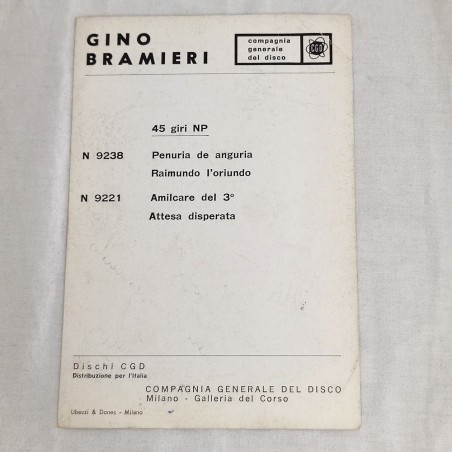 GINO
BRAMIERI
compagnia
generale
del disco
CGD
45 giri NP
N 9238 Penuria de anguria
Raimundo l'oriundo
N 9221 Amilcare del 3°
Attesa disperata
Dischi CGD
Distribuzione per l'Italia
COMPAGNIA GENERALE DEL DISCO
Milano - Galleria del Corso
Ubezzi & Dones - Milano